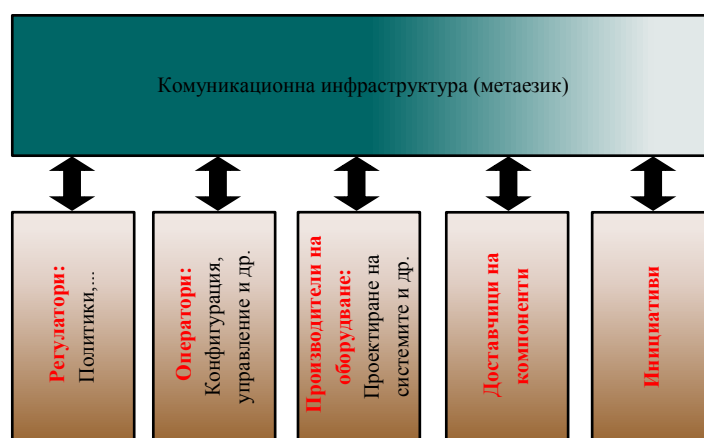 Комуникационна инфраструктура (метаезик)
Регулатори:
Политики,...
Оператори:
Конфигурация,
управление и др.
Производители на
оборудване:
Проектиране на
системите и др.
Доставчици на
компоненти
Инициативи